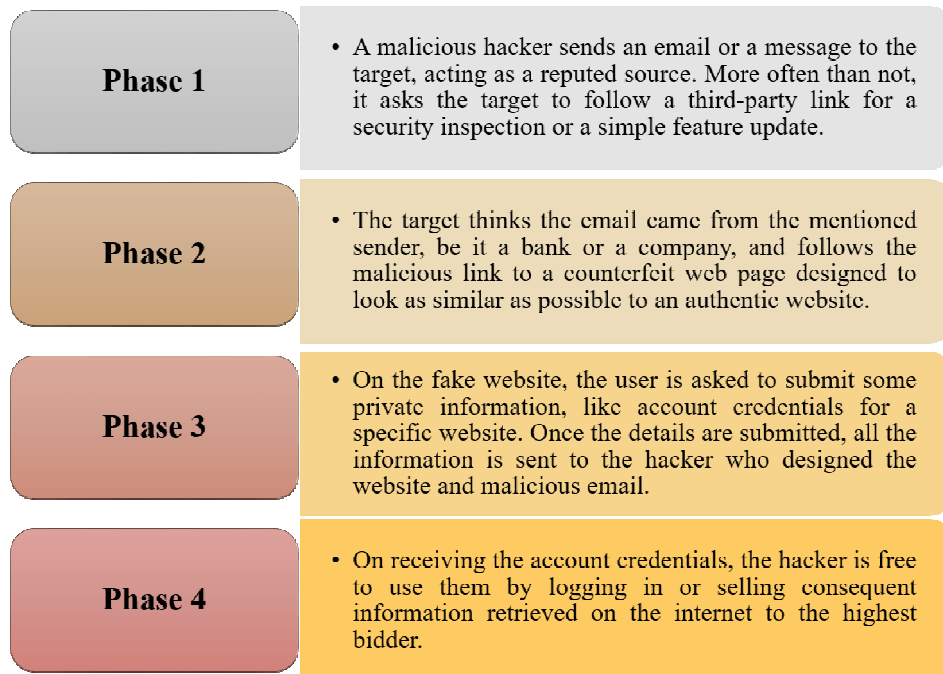 Phase 1
• A malicious hacker sends an email or a message to the
target, acting as a reputed source. More often than not,
it asks the target to follow a third-party link for a
security inspection or a simple feature update.
Phase 2
• The target thinks the email came from the mentioned
sender, be it a bank or a company, and follows the
malicious link to a counterfeit web page designed to
look as similar as possible to an authentic website.
Phase 3
• On the fake website, the user is asked to submit some
private information, like account credentials for a
specific website. Once the details are submitted, all the
information is sent to the hacker who designed the
website and malicious email.
Phase 4
• On receiving the account credentials, the hacker is free
to use them by logging in or selling consequent
information retrieved on the internet to the highest
bidder.